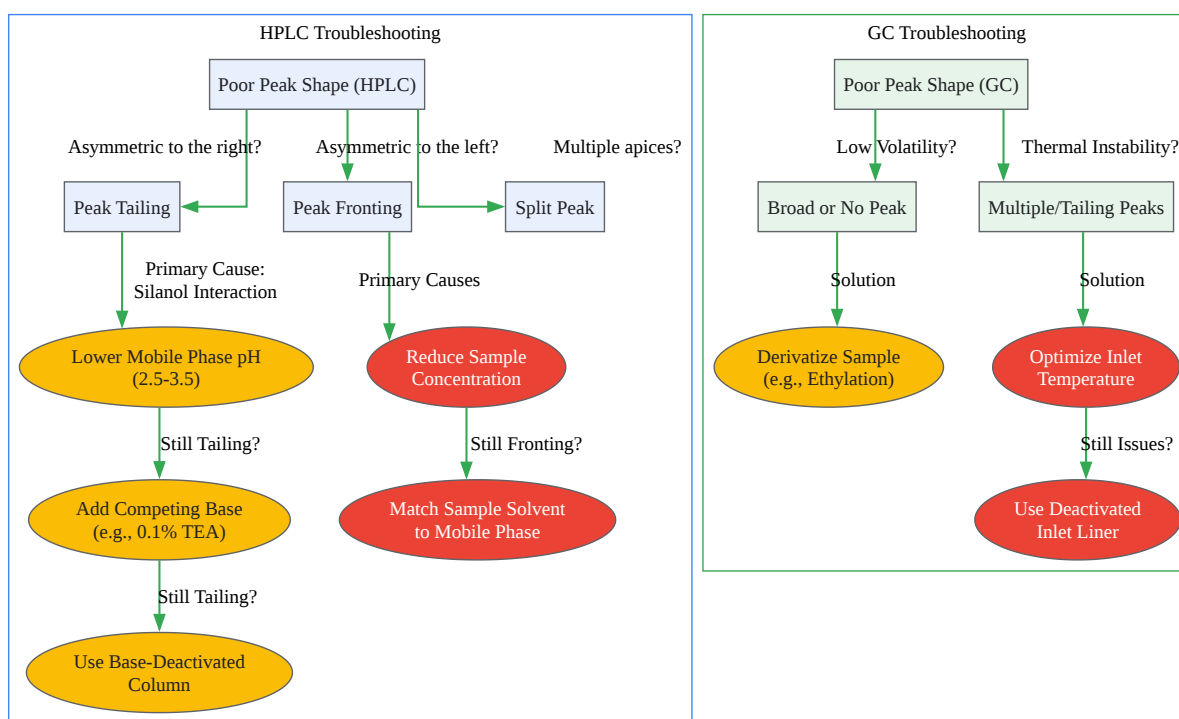 HPLC Troubleshooting
Poor Peak Shape (HPLC)
Asymmetric to the right?
Asymmetric to the left?
Multiple apices?
Peak Tailing
Peak Fronting
Split Peak
Primary Cause:
Silanol Interaction
Primary Causes
Lower Mobile Phase pH
(2.5-3.5)
Reduce Sample
Concentration
Still Tailing?
Still Fronting?
Add Competing Base
(e.g., 0.1% TEA)
Match Sample Solvent
to Mobile Phase
Still Tailing?
Use Base-Deactivated
Column
GC Troubleshooting
Poor Peak Shape (GC)
Low Volatility?
Thermal Instability?
Broad or No Peak
Multiple/Tailing Peaks
Solution
Solution
Derivatize Sample
(e.g., Ethylation)
Optimize Inlet
Temperature
Still Issues?
Use Deactivated
Inlet Liner